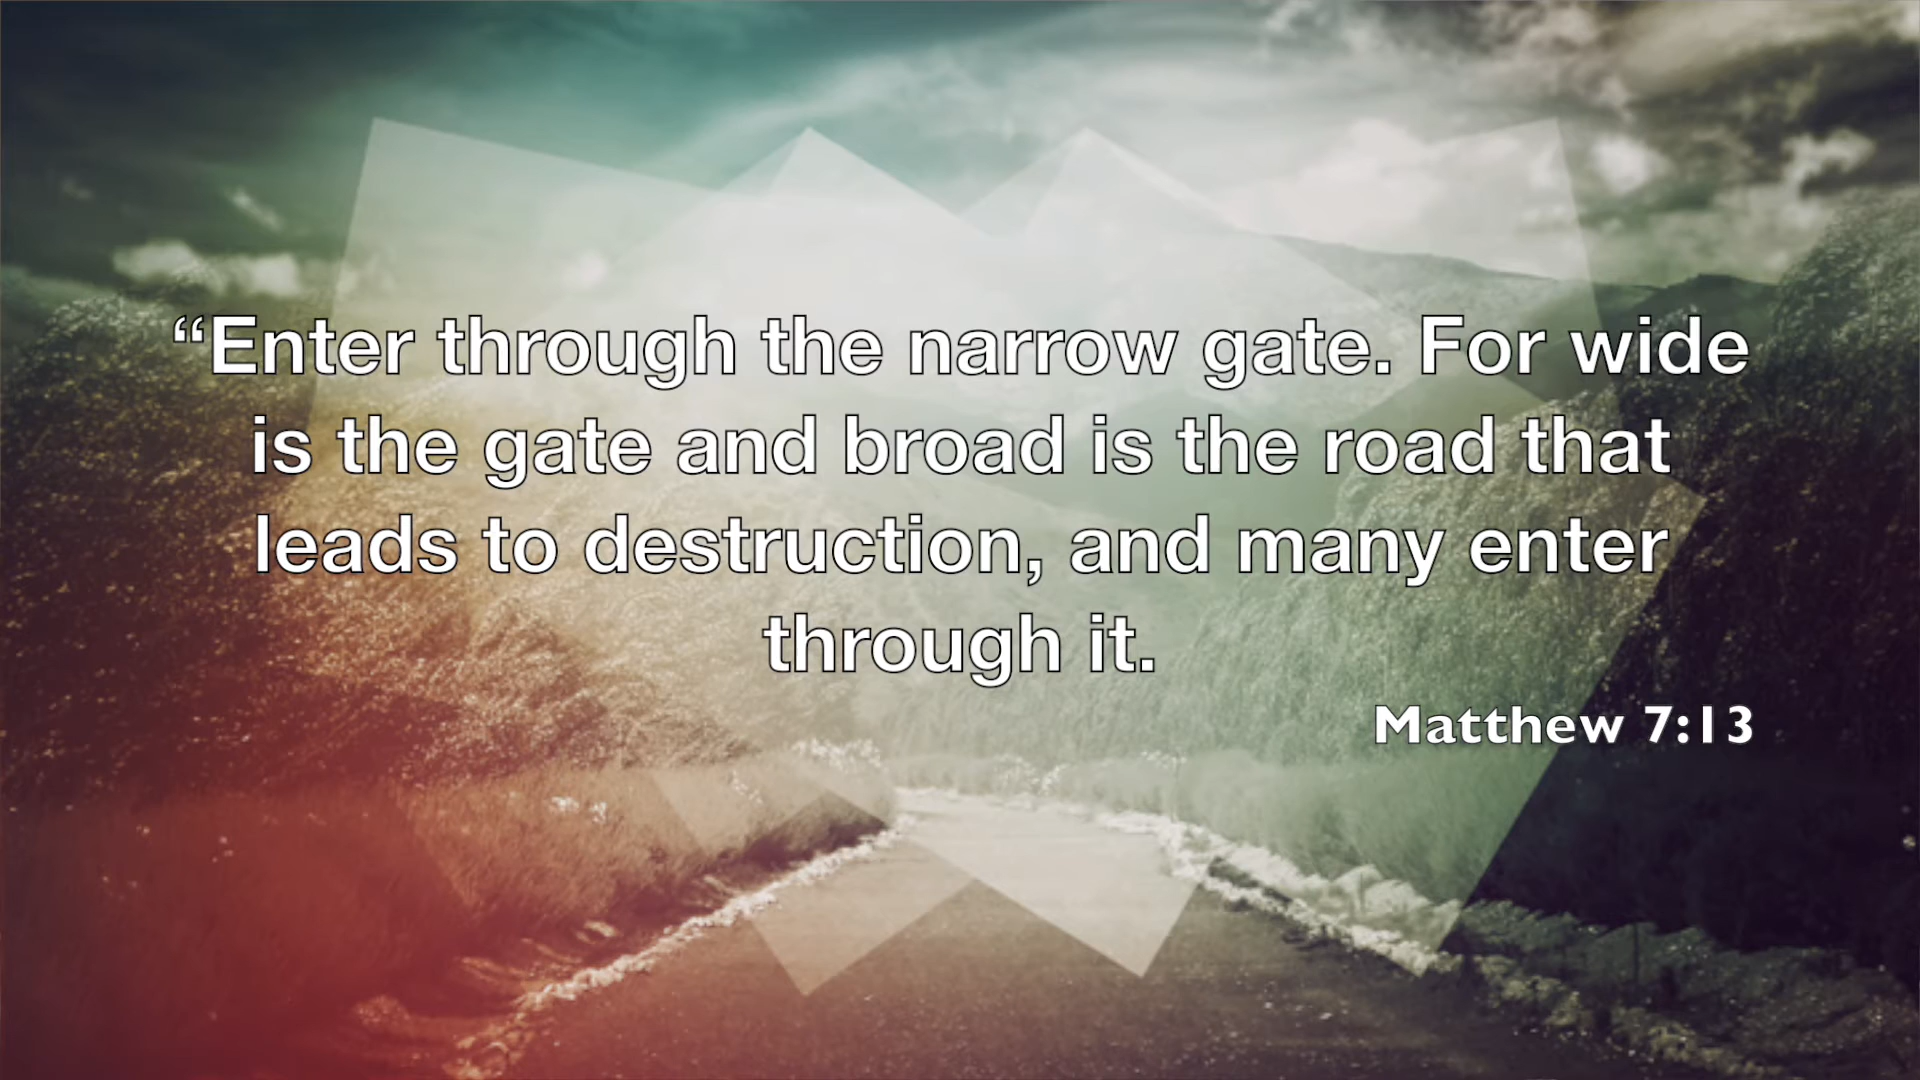 “Enter through the narrow gate. For wide
is the gate and broad is the road that
leads to destruction, and many enter
through it.
Matthew 7:13